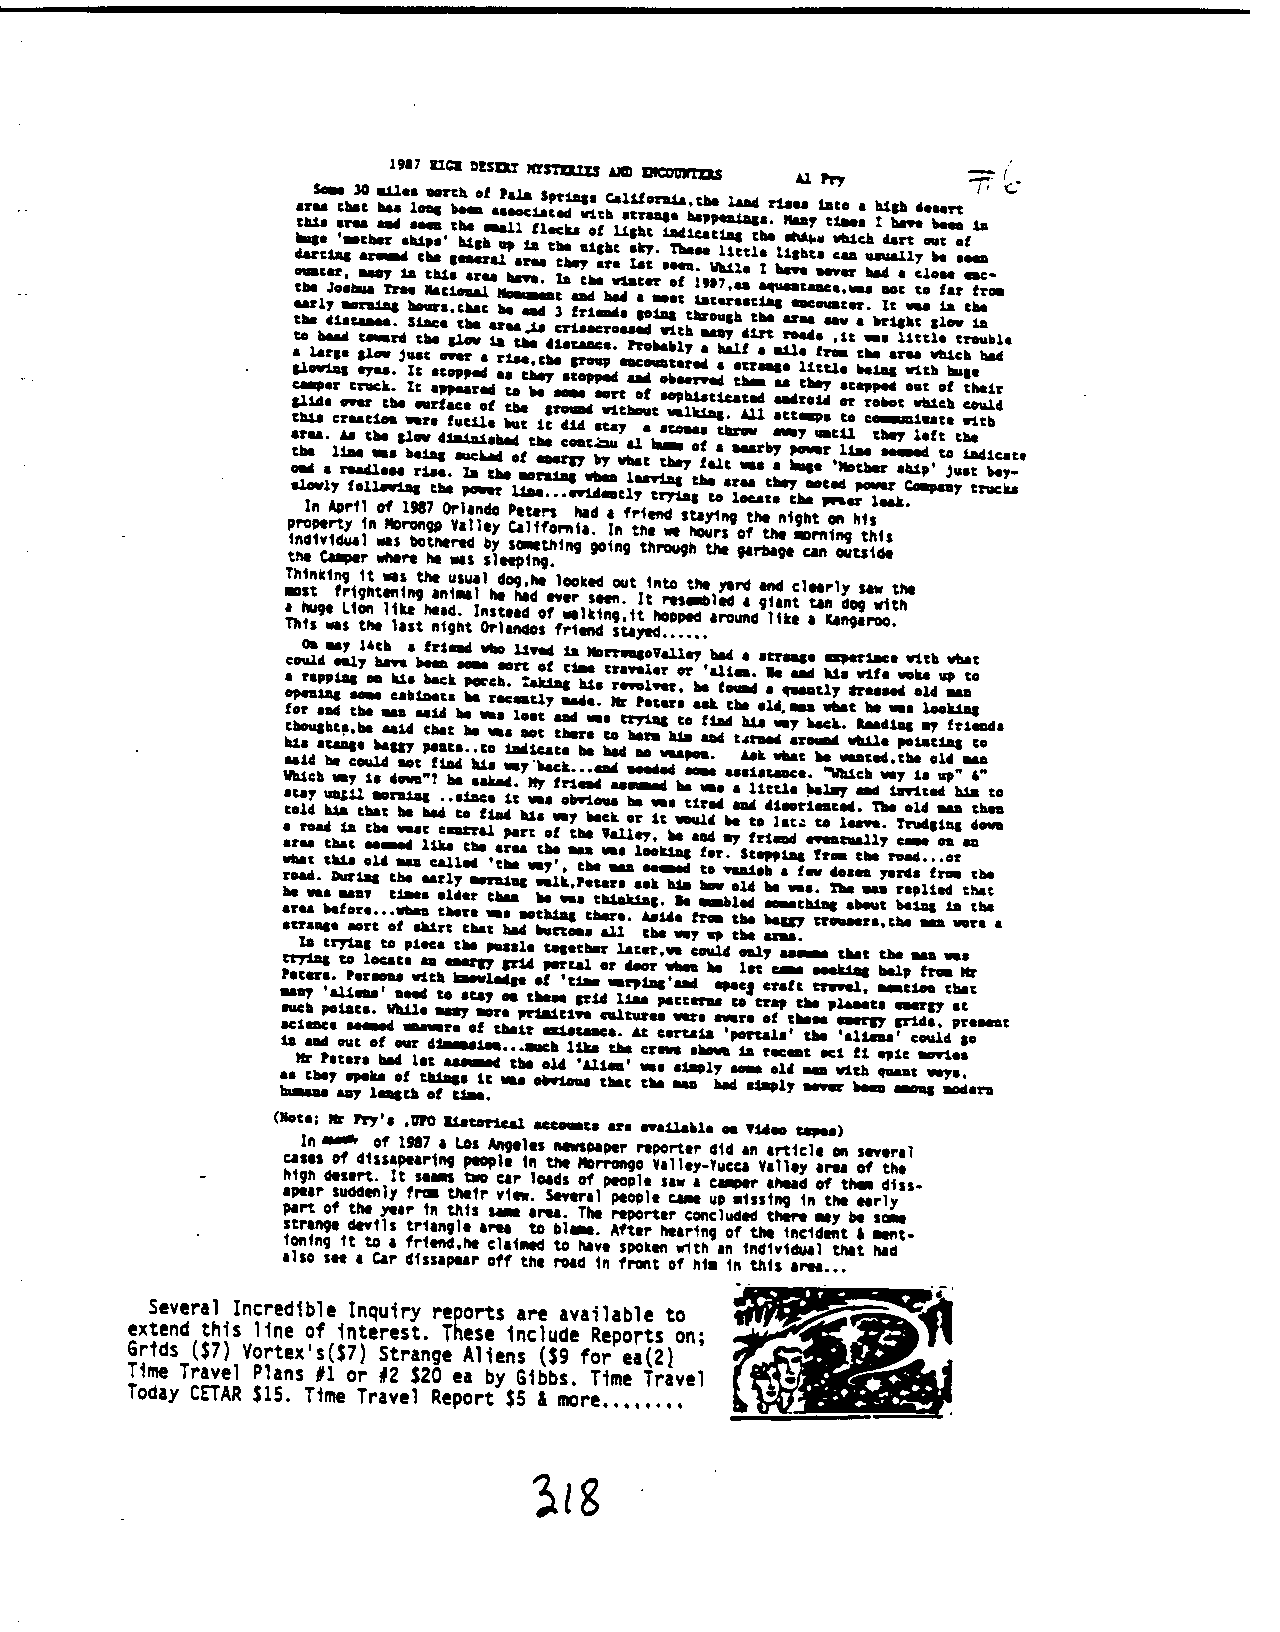 1987 HIGH DESERT MYSTERIES AND ENCOUNTERS Al Fry
Some 30 miles north of Palm Springs California,the land rises into a high desert
area that has long been associated with strange happenings. Many times I have been in
this area and seen the small flecks of light indicating the ships which dart out of
huge 'mother ships' high up in the night sky. These little lights can usually be seen
darting around the general area they are 1st seen. While I have never had a close enc-
ounter, many in this area have. In the winter of 1987,an aquentance,was not to far from
the Joshua Tree National Monument and had a most interesting encounter. It was in the
early morning hours,that he and 3 friends going through the area saw a bright glow in
the distance. Since the area is crisscrossed with many dirt roads ,it was little trouble
to head toward the glow in the distance. Probably a half a mile from the area which had
a large glow just over a rise,the group encountered a strange little being with huge
glowing eyes. It stopped as they stopped and observed them as they stepped out of their
camper truck. It appeared to be some sort of sophisticated android or robot which could
glide over the surface of the ground without walking. All attemps to communicate with
this creation were futile but it did stay a stones throw away until they left the
area. As the glow diminished the continu al hums of a nearby power line seemed to indicate
the line was being sucked of energy by what they felt was a huge 'Mother ship' just bey-
ond a roadless rise. In the morning when leaving the area they noted power Company trucks
slowly following the power line...evidently trying to locate the power leak.
In April of 1987 Orlando Peters had a friend staying the night on his
property in Morongo Valley California. In the we hours of the morning this
individual was bothered by something going through the garbage can outside
the Camper where he was sleeping.
Thinking it was the usual dog,he looked out into the yard and clearly saw the
most frightening animal he had ever seen. It resembled a giant tan dog with
a huge Lion like head. Instead of walking,it hopped around like a Kangaroo.
This was the last night Orlandos friend stayed......
On may 14th a friend who lived in MorrongoValley had a strange experince with what
could only have been some sort of time traveler or 'alien. He and his wife woke up to
a rapping on his back porch. Taking his revolver, he found a quantly dressed old man
opening some cabinets he recently made. Mr Peters ask the old man what he was looking
for and the man said he was lost and was trying to find his way back. Reading my friends
thoughts,he said that he was not there to harm him and turned around while pointing to
his stange baggy pants..to indicate he had no weapon. Ask what he wanted,the old man
said he could not find his way back...and needed some assistance. "Which way is up" &"
Which way is down"? he asked. My friend assumed he was a little balmy and invited him to
stay until morning ..since it was obvious he was tired and disoriented. The old man then
told him that he had to find his way back or it would be to late to leave. Trudging down
a road in the vast central part of the Valley, he and my friend eventually came on an
area that seemed like the area the man was looking for. Stepping from the road...or
what this old man called 'the way', the man seemed to vanish a few dozen yards from the
road. During the early morning walk,Peters ask him how old he was. The man replied that
he was many times older than he was thinking. He mumbled something about being in the
area before...when there was nothing there. Aside from the baggy trousers,the man wore a
strange sort of shirt that had buttons all the way up the arms.
In trying to piece the puzzle together later,we could only assume that the man was
trying to locate an energy grid portal or door when he 1st came seeking help from Mr
Peters. Persons with knowledge of 'time warping'and space craft travel, mention that
many 'aliens' need to stay on these grid line patterns to trap the planets energy at
such points. While many more primitive cultures were aware of these energy grids, present
science seemed unaware of their existance. At certain 'portals' the 'aliens' could go
in and out of our dimension...much like the crews shown in recent sci fi epic movies
Mr Peters had 1st assumed the old 'Alien' was simply some old man with quant ways,
as they spoke of things it was obvious that the man had simply never been among modern
humans any length of time.
(Note; Mr Fry's ,UFO Historical accounts are available on Video tapes)
In of 1987 a Los Angeles newspaper reporter did an article on several
cases of dissapearing people in the Morrongo Valley-Yucca Valley area of the
high desert. It seams two car loads of people saw a camper ahead of them diss-
apear suddenly from their view. Several people came up missing in the early
part of the year in this same area. The reporter concluded there may be some
strange devils triangle area to blame. After hearing of the incident & ment-
ioning it to a friend,he claimed to have spoken with an individual that had
also see a Car dissapear off the road in front of him in this area...
Several Incredible Inquiry reports are available to
extend this line of interest. These include Reports on;
Grids ($7) Vortex's($7) Strange Aliens ($9 for ea(2)
Time Travel Plans #1 or #2 $20 ea by Gibbs. Time Travel
Today CETAR $15. Time Travel Report $5 & more........
318